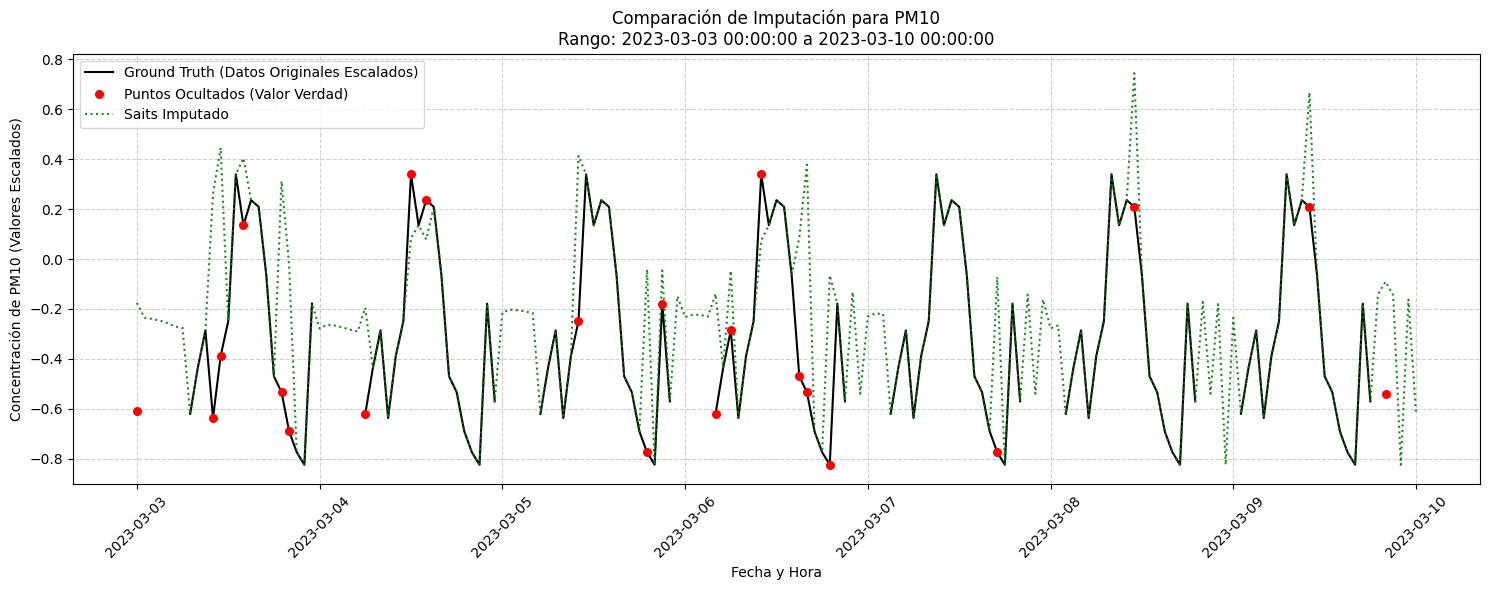 Comparación de Imputación para PM10
Rango: 2023-03-03 00:00:00 a 2023-03-10 00:00:00
Ground Truth (Datos Originales Escalados)
Puntos Ocultados (Valor Verdad)
Saits Imputado
Concentración de PM10 (Valores Escalados)
0.8
0.6
0.4
0.2
0.0
−0.2
−0.4
−0.6
−0.8
2023-03-03
2023-03-04
2023-03-05
2023-03-06
2023-03-07
2023-03-08
2023-03-09
2023-03-10
Fecha y Hora